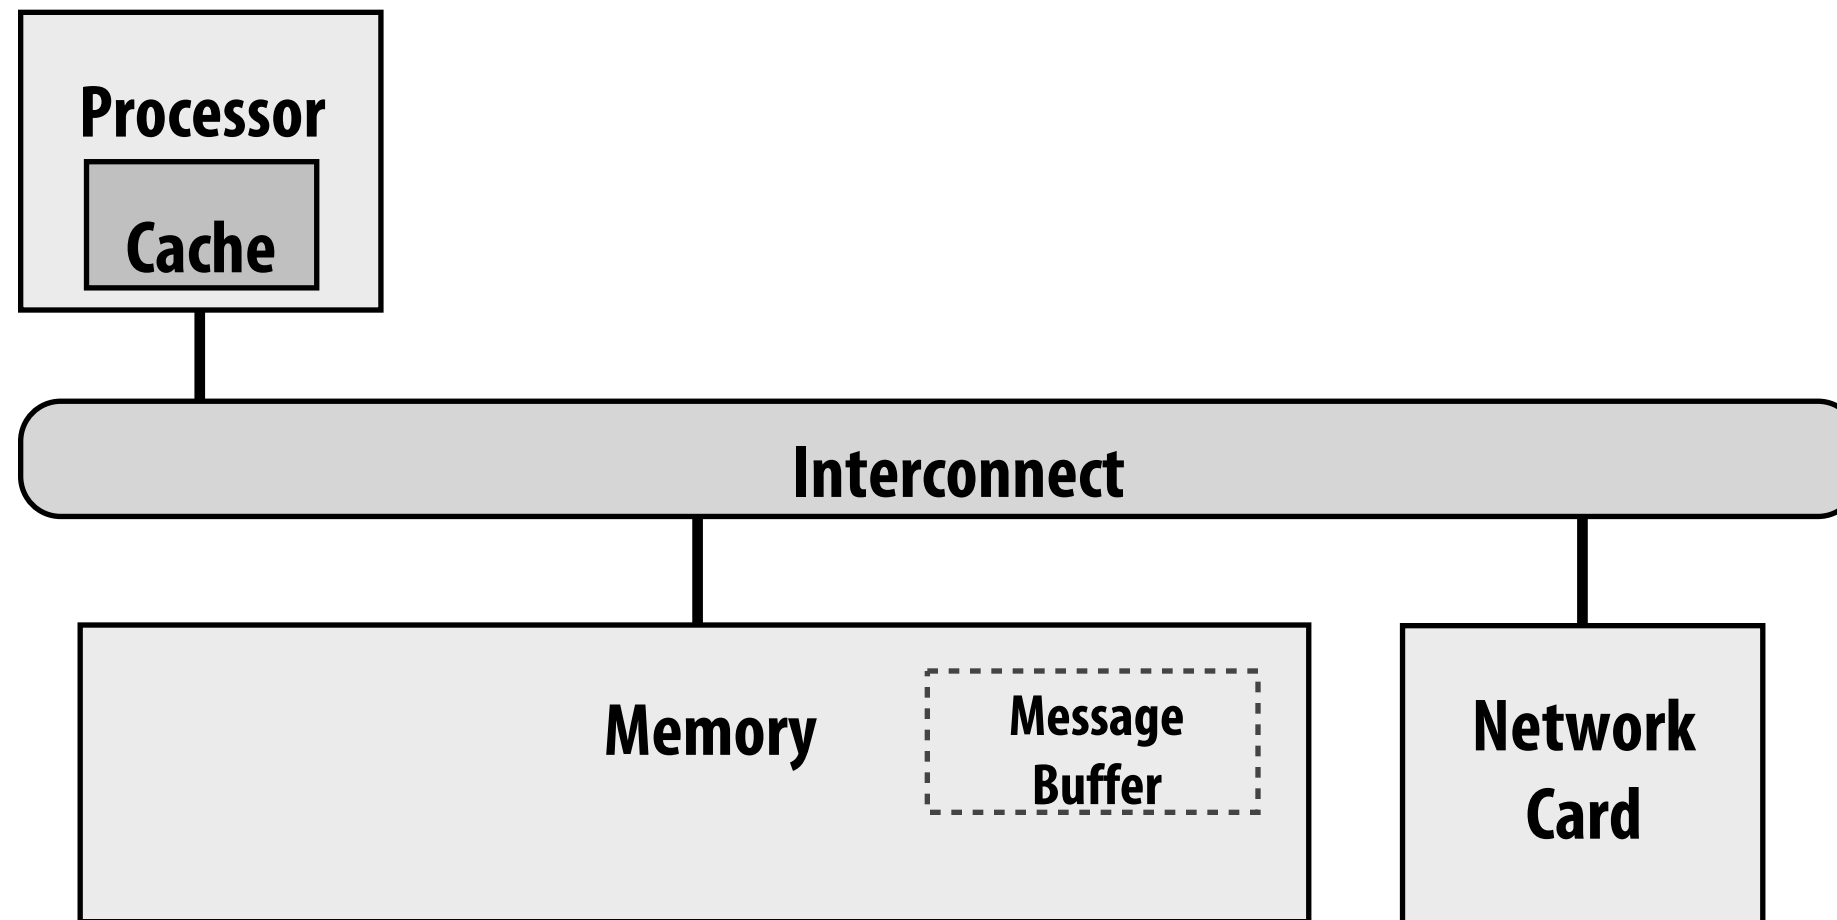 Processor
Cache
Interconnect
Memory
Message
Buffer
Network
Card